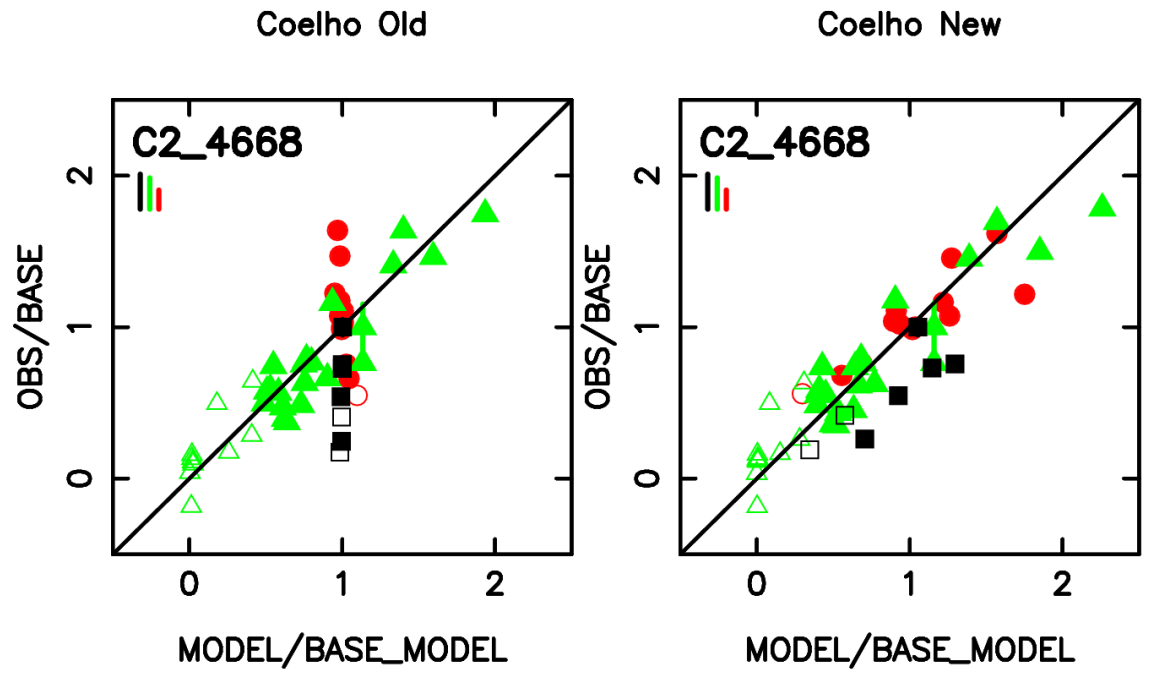 Coelho Old
Coelho New
C2_4668
C2_4668
2
1
0
OBS/BASE
2
1
0
OBS/BASE
0 1 2
0 1 2
MODEL/BASE_MODEL
MODEL/BASE_MODEL